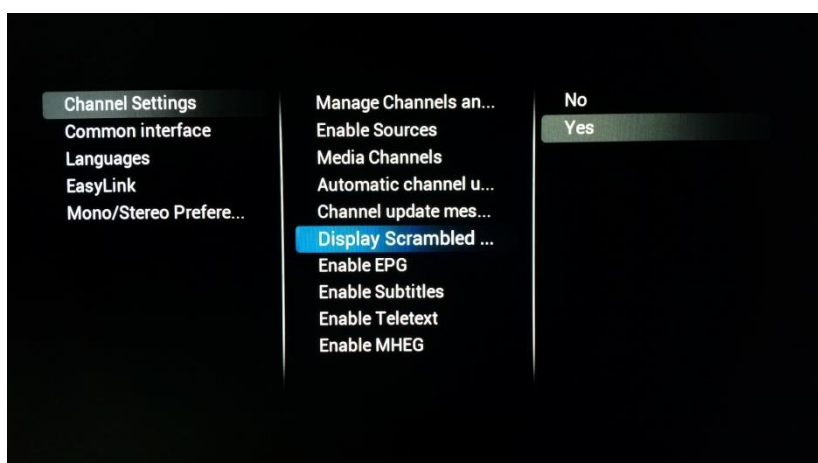 Channel Settings
Common interface
Languages
EasyLink
Mono/Stereo Prefere...
Manage Channels an...
Enable Sources
Media Channels
Automatic channel u...
Channel update mes...
Display Scrambled ...
Enable EPG
Enable Subtitles
Enable Teletext
Enable MHEG
No
Yes